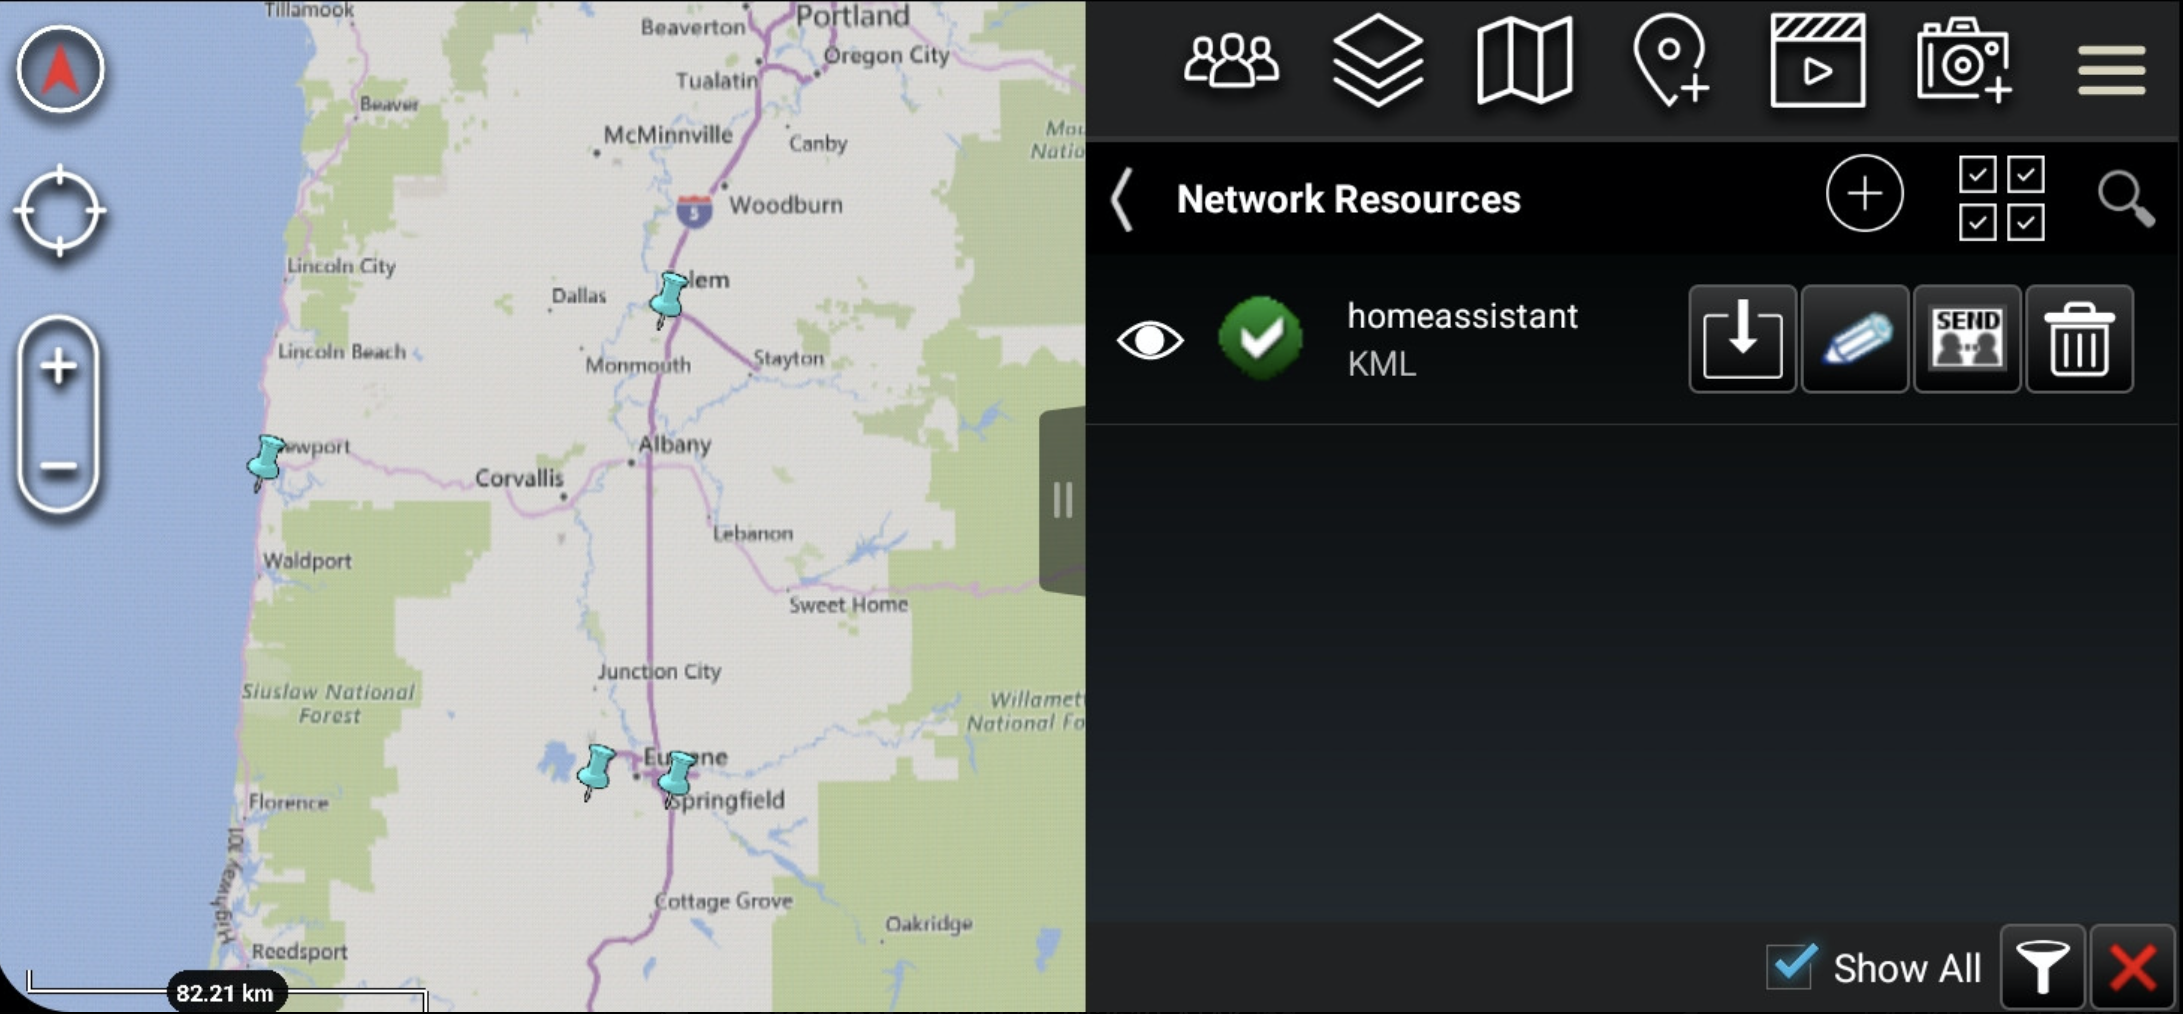 Tillamook
Beaverton
Portland
Oregon City
Tualatin
Beaver
McMinnville
Canby
Mou
Natio
Woodburn
5
Lincoln City
lem
Dallas
Lincoln Beach
Monmouth
Stayton
wport
Albany
Corvallis
Lebanon
Waldport
Sweet Home
Junction City
Siuslaw National
Forest
Willamet
National Fo
Eugene
Springfield
Florence
Highway 101
Cottage Grove
Oakridge
Reedsport
82.21 km
Network Resources
homeassistant
KML
SEND
Show All